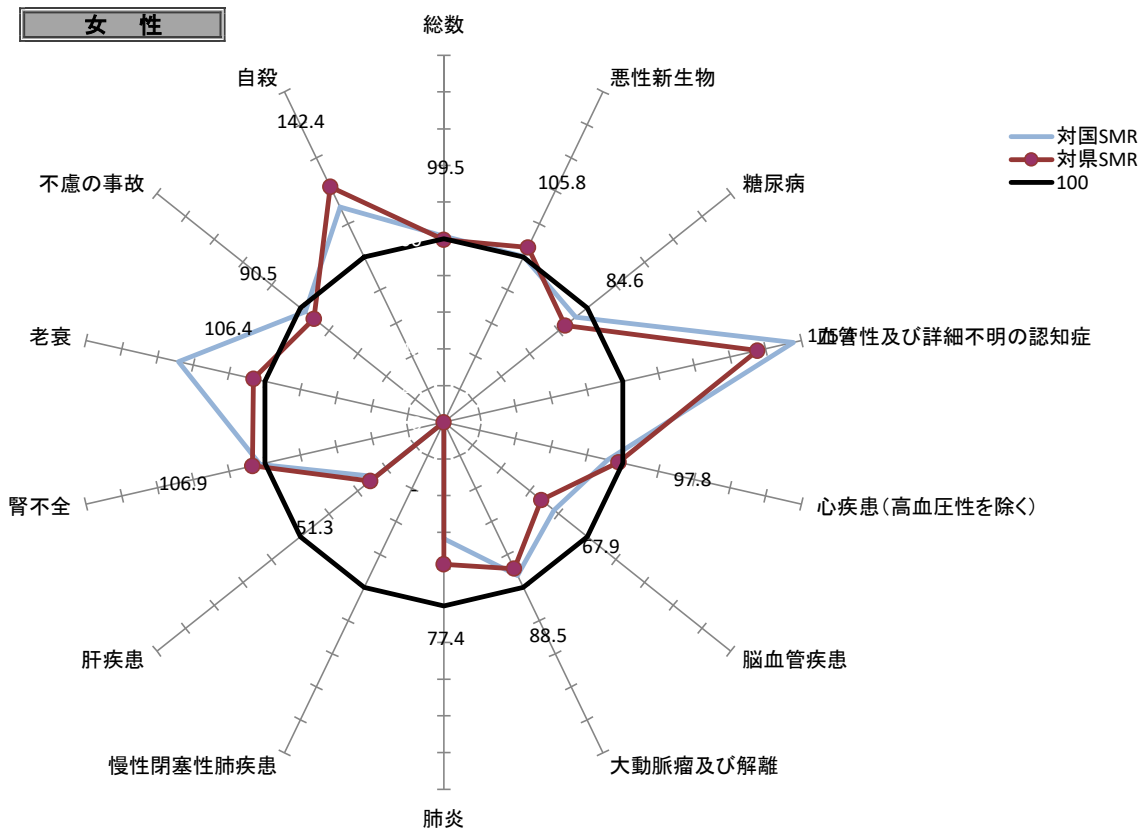 女 性
総数
自殺
悪性新生物
142.4
対国SMR
対県SMR
100
99.5
105.8
不慮の事故
糖尿病
90.5
84.6
老衰
106.4
血管性及び詳細不明の認知症
腎不全
106.9
97.8
心疾患(高血圧性を除く)
51.3
67.9
肝疾患
77.4
88.5
脳血管疾患
慢性閉塞性肺疾患
大動脈瘤及び解離
肺炎